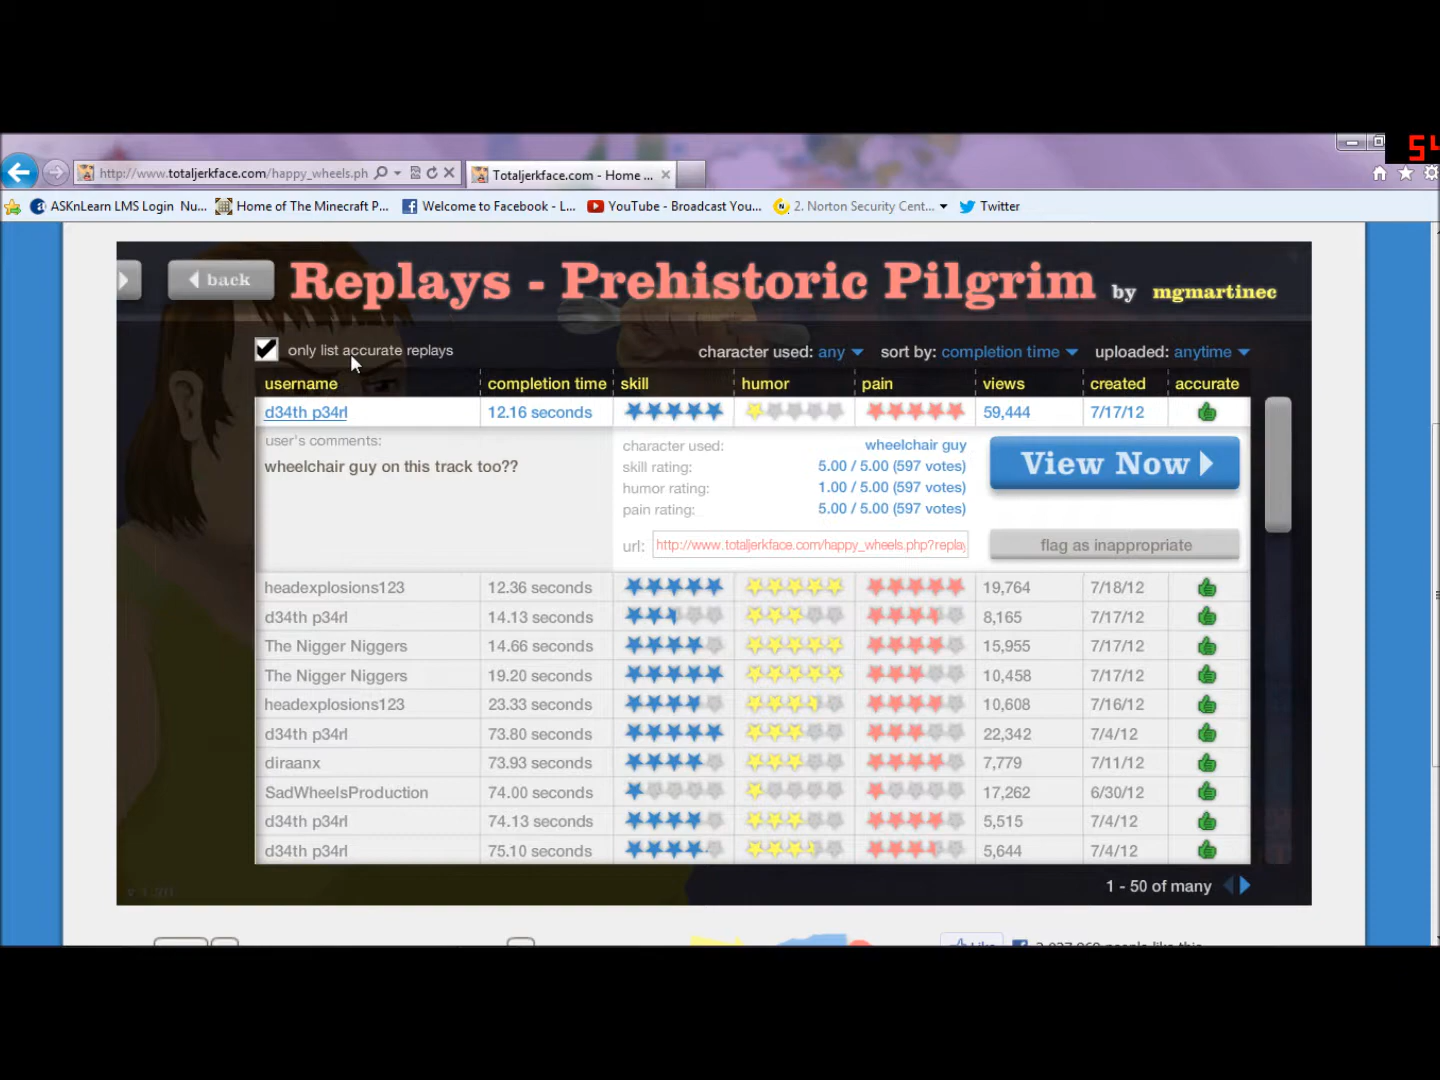 54
http://www.totaljerkface.com/happy_wheels.ph
Totaljerkface.com - Home ...
ASKnLearn LMS Login Nu... Home of The Minecraft P... Welcome to Facebook - L... YouTube - Broadcast You... 2. Norton Security Cent... Twitter
back Replays - Prehistoric Pilgrim by mgmartinec
only list accurate replays character used: any sort by: completion time uploaded: anytime
username completion time skill humor pain views created accurate
d34th p34rl 12.16 seconds 59,444 7/17/12
user's comments:
wheelchair guy on this track too??
character used: wheelchair guy
skill rating: 5.00 / 5.00 (597 votes)
humor rating: 1.00 / 5.00 (597 votes)
pain rating: 5.00 / 5.00 (597 votes)
url: http://www.totaljerkface.com/happy_wheels.php?repla
View Now
flag as inappropriate
headexplosions123 12.36 seconds 19,764 7/18/12
d34th p34rl 14.13 seconds 8,165 7/17/12
The Nigger Niggers 14.66 seconds 15,955 7/17/12
The Nigger Niggers 19.20 seconds 10,458 7/17/12
headexplosions123 23.33 seconds 10,608 7/16/12
d34th p34rl 73.80 seconds 22,342 7/4/12
diraanx 73.93 seconds 7,779 7/11/12
SadWheelsProduction 74.00 seconds 17,262 6/30/12
d34th p34rl 74.13 seconds 5,515 7/4/12
d34th p34rl 75.10 seconds 5,644 7/4/12
1 - 50 of many
Like
people like this